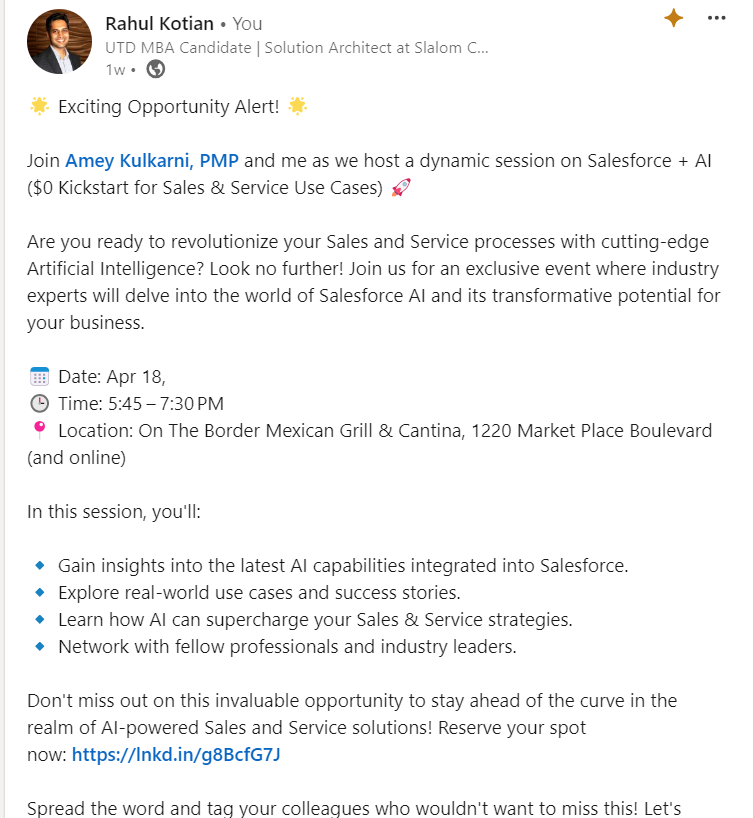 Rahul Kotian • You
UTD MBA Candidate | Solution Architect at Slalom C...
1w •
🌟 Exciting Opportunity Alert! 🌟
Join Amey Kulkarni, PMP and me as we host a dynamic session on Salesforce + AI
($0 Kickstart for Sales & Service Use Cases) 🚀
Are you ready to revolutionize your Sales and Service processes with cutting-edge
Artificial Intelligence? Look no further! Join us for an exclusive event where industry
experts will delve into the world of Salesforce AI and its transformative potential for
your business.
🗓️ Date: Apr 18,
🕒 Time: 5:45 – 7:30 PM
📍 Location: On The Border Mexican Grill & Cantina, 1220 Market Place Boulevard
(and online)
In this session, you'll:
🔹 Gain insights into the latest AI capabilities integrated into Salesforce.
🔹 Explore real-world use cases and success stories.
🔹 Learn how AI can supercharge your Sales & Service strategies.
🔹 Network with fellow professionals and industry leaders.
Don't miss out on this invaluable opportunity to stay ahead of the curve in the
realm of AI-powered Sales and Service solutions! Reserve your spot
now: https://lnkd.in/g8BcfG7J
Spread the word and tag your colleagues who wouldn't want to miss this! Let's